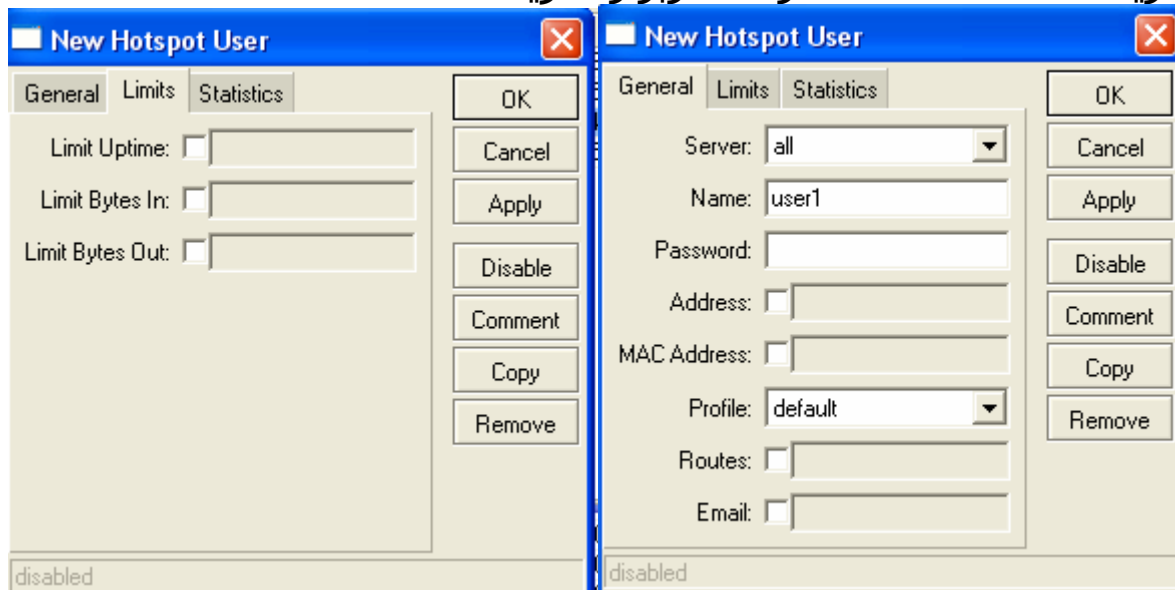 New Hotspot User
General Limits Statistics
Limit Uptime:
Limit Bytes In:
Limit Bytes Out:
OK
Cancel
Apply
Disable
Comment
Copy
Remove
disabled
New Hotspot User
General Limits Statistics
Server: all
Name: user1
Password:
Address:
MAC Address:
Profile: default
Routes:
Email:
OK
Cancel
Apply
Disable
Comment
Copy
Remove
disabled